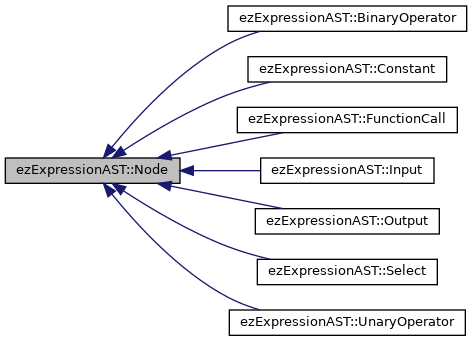 ezExpressionAST::BinaryOperator
ezExpressionAST::Constant
ezExpressionAST::FunctionCall
ezExpressionAST::Node
ezExpressionAST::Input
ezExpressionAST::Output
ezExpressionAST::Select
ezExpressionAST::UnaryOperator